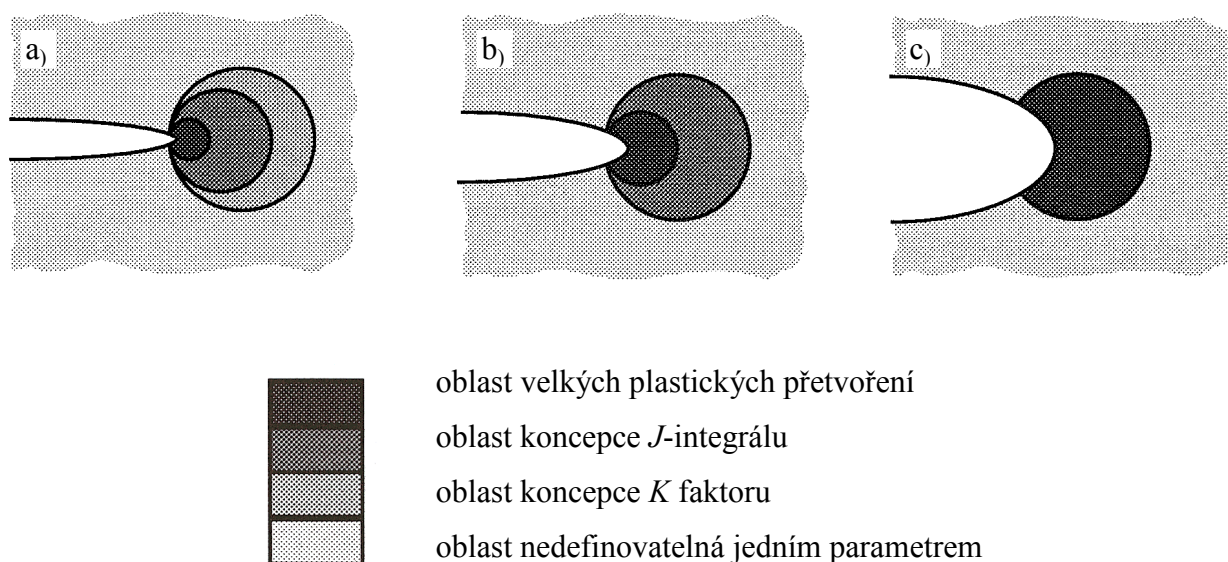 a)
b)
c)
oblast velkých plastických přetvoření
oblast koncepce J-integrálu
oblast koncepce K faktoru
oblast nedefinovatelná jedním parametrem